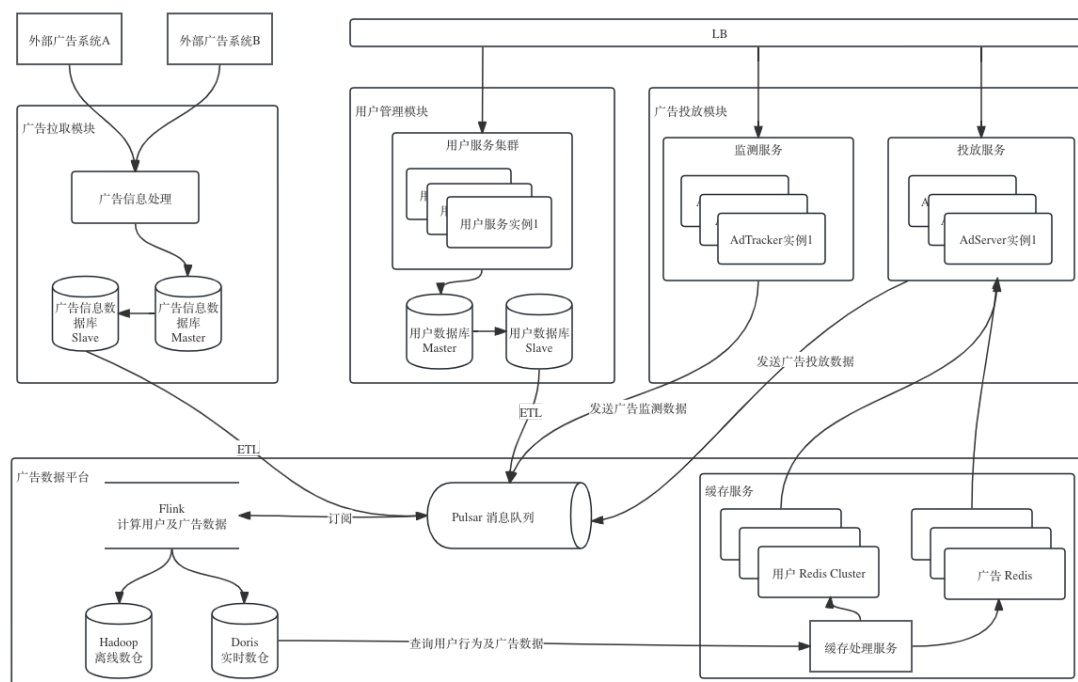 外部广告系统A
外部广告系统B
LB
广告拉取模块
用户管理模块
广告投放模块
广告信息处理
用户服务集群
用户服务实例1
监测服务
AdTracker实例1
投放服务
AdServer实例1
广告信息数
据库
Slave
广告信息数
据库
Master
用户数据库
Master
用户数据库
Slave
ETL
ETL
发送广告监测数据
发送广告投放数据
广告数据平台
Flink
计算用户及广告数据
订阅
Pulsar 消息队列
缓存服务
用户 Redis Cluster
广告 Redis
Hadoop
离线数仓
Doris
实时数仓
查询用户行为及广告数据
缓存处理服务